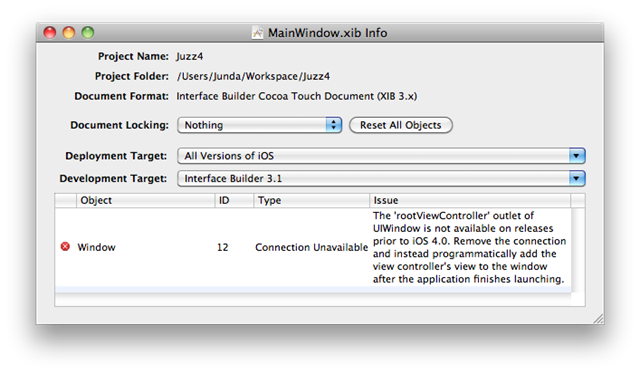 MainWindow.xib Info
Project Name: Juzz4
Project Folder: /Users/Junda/Workspace/Juzz4
Document Format: Interface Builder Cocoa Touch Document (XIB 3.x)
Document Locking: Nothing Reset All Objects
Deployment Target: All Versions of iOS
Development Target: Interface Builder 3.1
Object ID Type Issue
Window 12 Connection Unavailable
The 'rootViewController' outlet of
UIWindow is not available on releases
prior to iOS 4.0. Remove the connection
and instead programmatically add the
view controller's view to the window
after the application finishes launching.